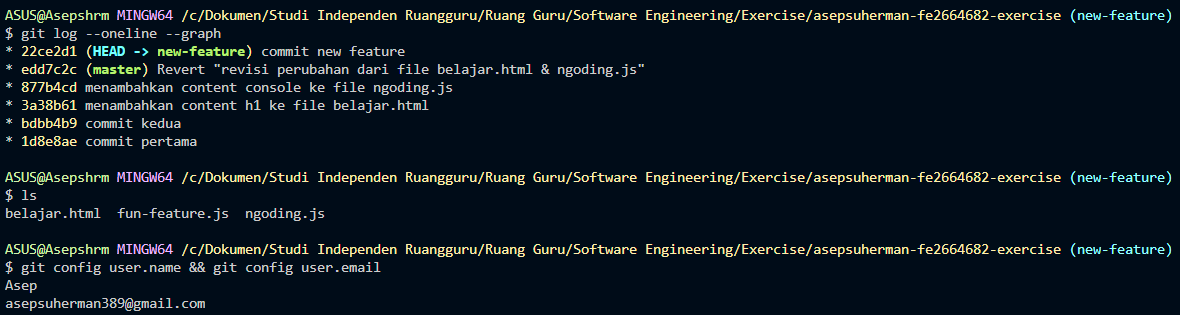 ASUS@Asepshrm MINGW64 /c/Dokumen/Studi Independen Ruangguru/Ruang Guru/Software Engineering/Exercise/asepsuherman-fe2664682-exercise (new-feature)
$ git log --oneline --graph
* 22ce2d1 (HEAD -> new-feature) commit new feature
* edd7c2c (master) Revert "revisi perubahan dari file belajar.html & ngoding.js"
* 877b4cd menambahkan content console ke file ngoding.js
* 3a38b61 menambahkan content h1 ke file belajar.html
* bdbb4b9 commit kedua
* 1d8e8ae commit pertama
ASUS@Asepshrm MINGW64 /c/Dokumen/Studi Independen Ruangguru/Ruang Guru/Software Engineering/Exercise/asepsuherman-fe2664682-exercise (new-feature)
$ ls
belajar.html  fun-feature.js  ngoding.js
ASUS@Asepshrm MINGW64 /c/Dokumen/Studi Independen Ruangguru/Ruang Guru/Software Engineering/Exercise/asepsuherman-fe2664682-exercise (new-feature)
$ git config user.name && git config user.email
Asep
asepsuherman389@gmail.com